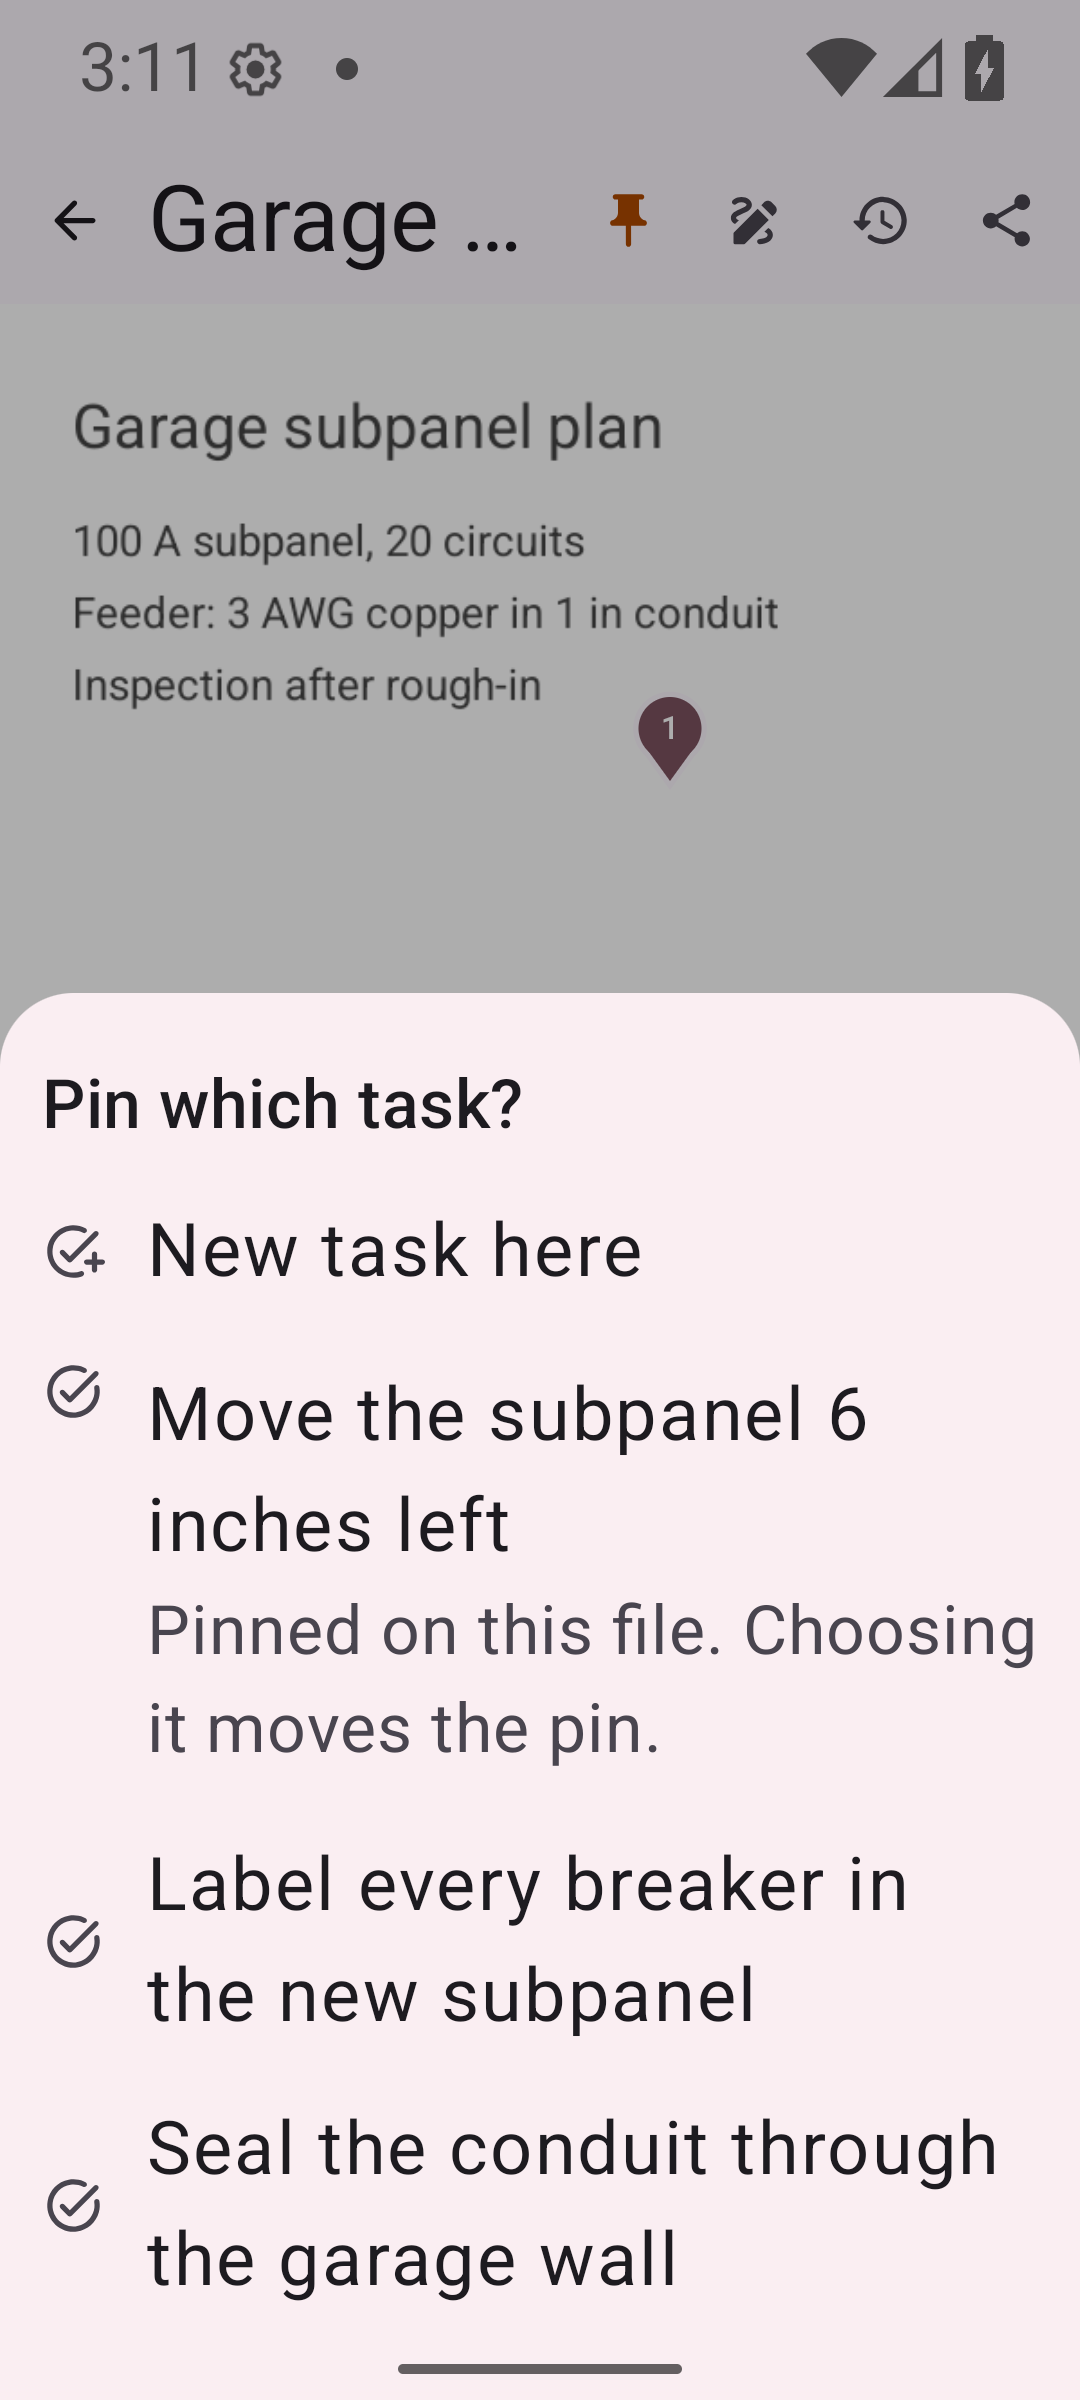 3:11
Garage ...
Garage subpanel plan
100 A subpanel, 20 circuits
Feeder: 3 AWG copper in 1 in conduit
Inspection after rough-in
1
Pin which task?
New task here
Move the subpanel 6
inches left
Pinned on this file. Choosing
it moves the pin.
Label every breaker in
the new subpanel
Seal the conduit through
the garage wall